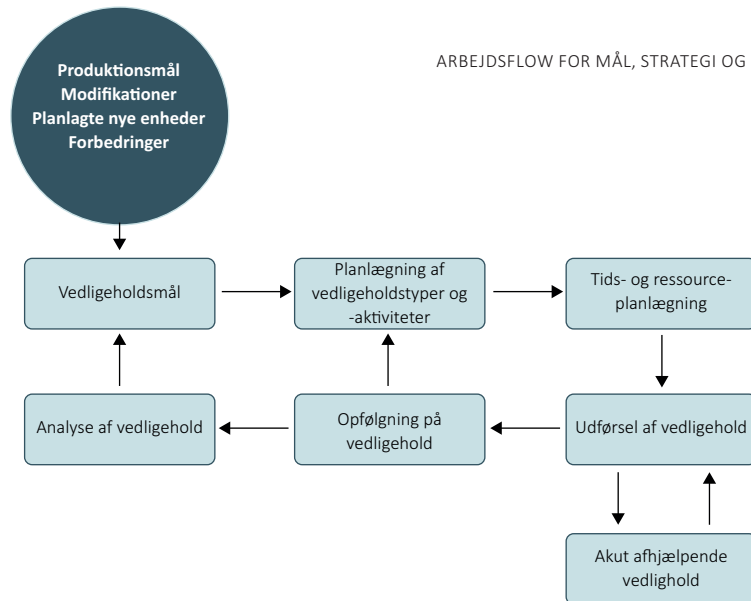 Produktionsmål
Modifikationer
Planlagte nye enheder
Forbedringer
ARBEJDSFLOW FOR MÅL, STRATEGI OG
Vedligeholdsmål
Planlægning af
vedligeholdstyper og
-aktiviteter
Tids- og ressource-
planlægning
Analyse af vedligehold
Opfølgning på
vedligehold
Udførsel af vedligehold
Akut afhjælpende
vedlighold